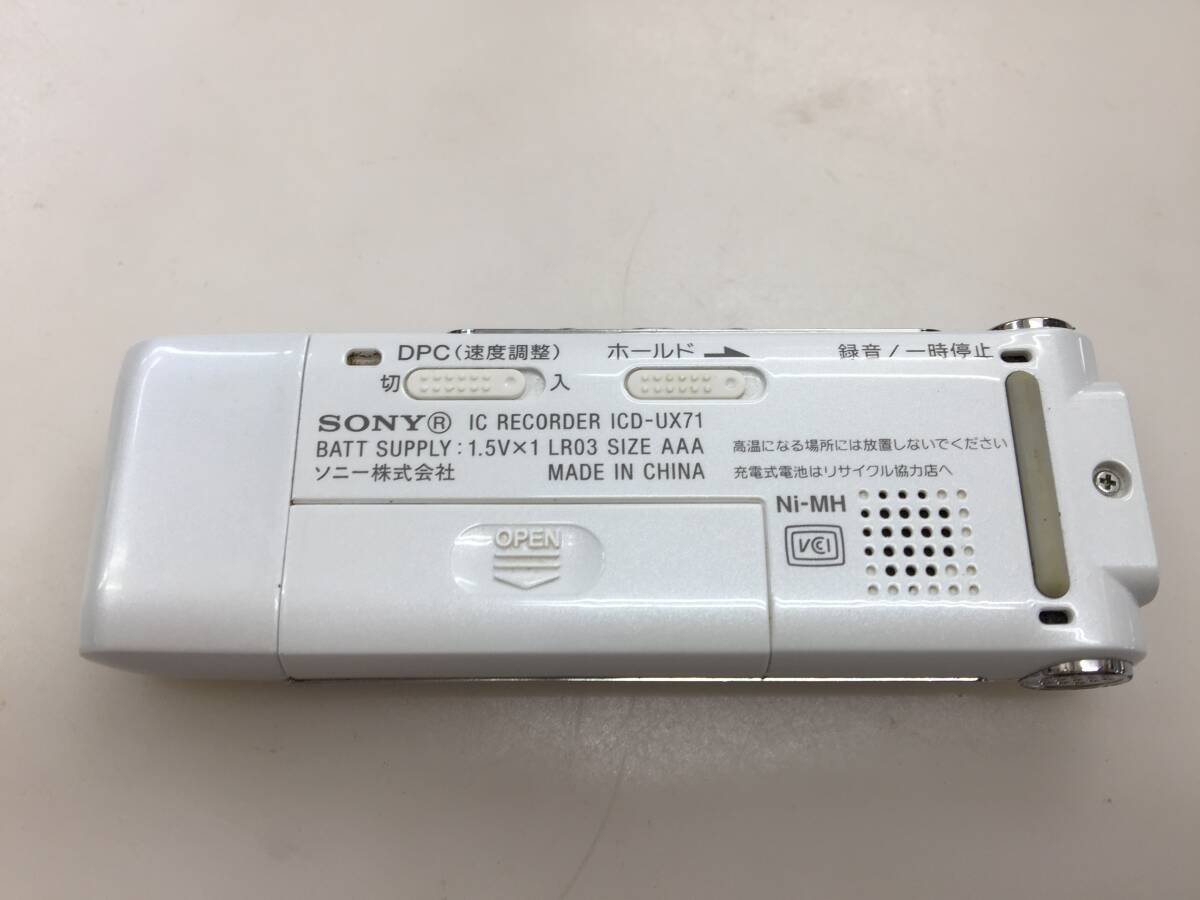 DPC(速度調整)
ホールド
録音/一時停止
切
入
SONY® IC RECORDER ICD-UX71
BATT SUPPLY:1.5V×1 LR03 SIZE AAA
高温になる場所には放置しないでください
ソニー株式会社
MADE IN CHINA
充電式電池はリサイクル協力店へ
Ni-MH
VCCI
OPEN